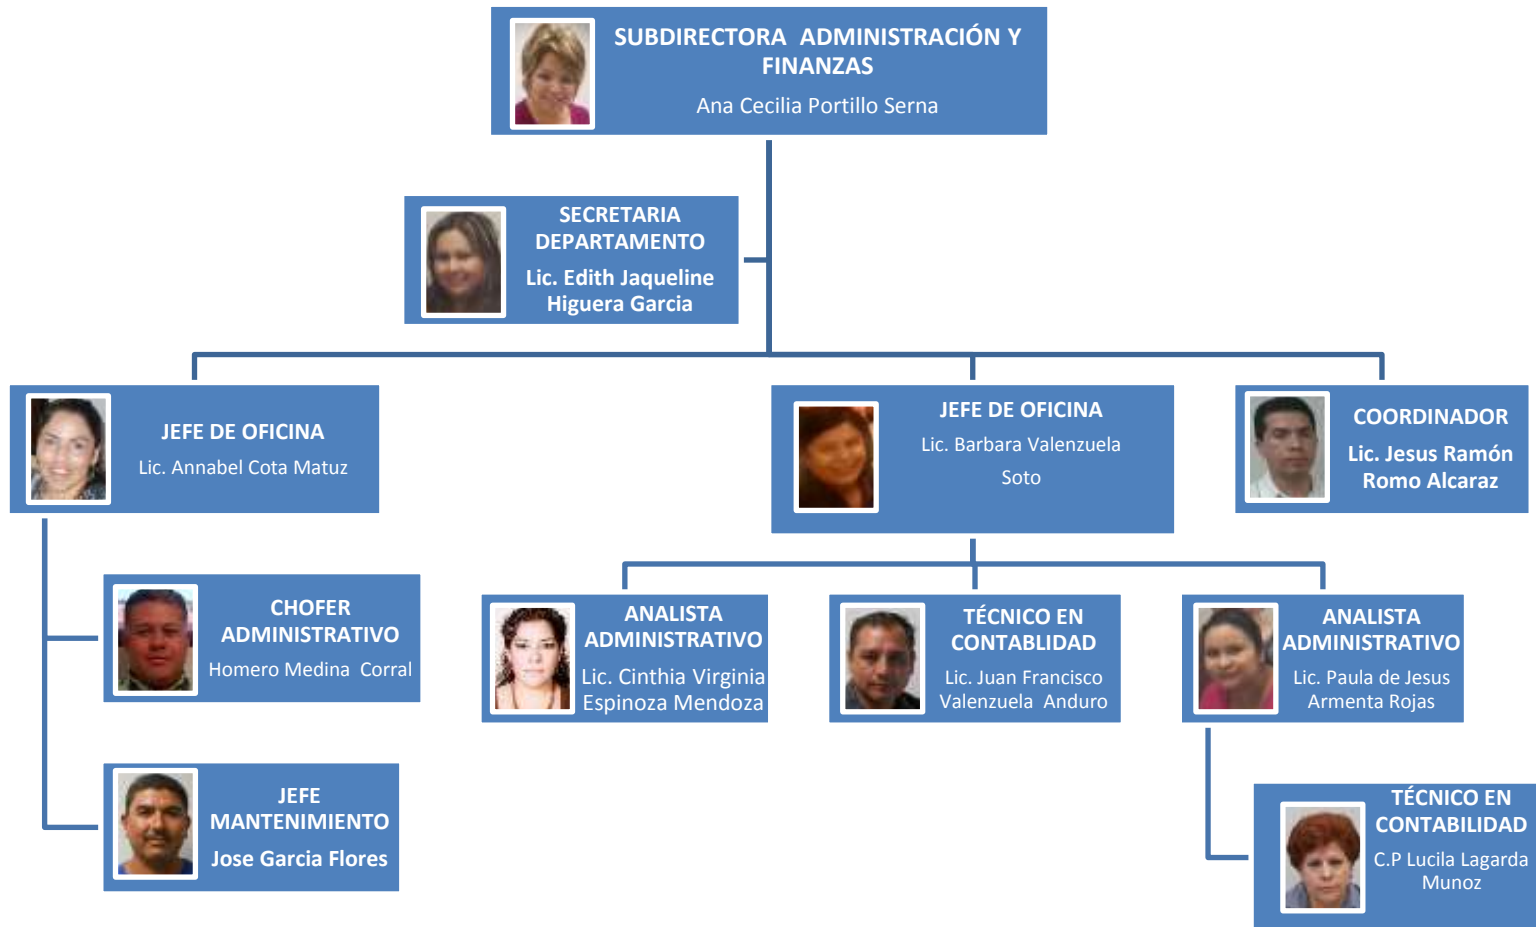 SUBDIRECTORA  ADMINISTRACIÓN Y
FINANZAS
Ana Cecilia Portillo Serna
SECRETARIA
DEPARTAMENTO
Lic. Edith Jaqueline
Higuera Garcia
JEFE DE OFICINA
Lic. Annabel Cota Matuz
JEFE DE OFICINA
Lic. Barbara Valenzuela
Soto
COORDINADOR
Lic. Jesus Ramón
Romo Alcaraz
CHOFER
ADMINISTRATIVO
Homero Medina  Corral
ANALISTA
ADMINISTRATIVO
Lic. Cinthia Virginia
Espinoza Mendoza
TÉCNICO EN
CONTABLIDAD
Lic. Juan Francisco
Valenzuela  Anduro
ANALISTA
ADMINISTRATIVO
Lic. Paula de Jesus
Armenta Rojas
JEFE
MANTENIMIENTO
Jose Garcia Flores
TÉCNICO EN
CONTABILIDAD
C.P Lucila Lagarda
Munoz